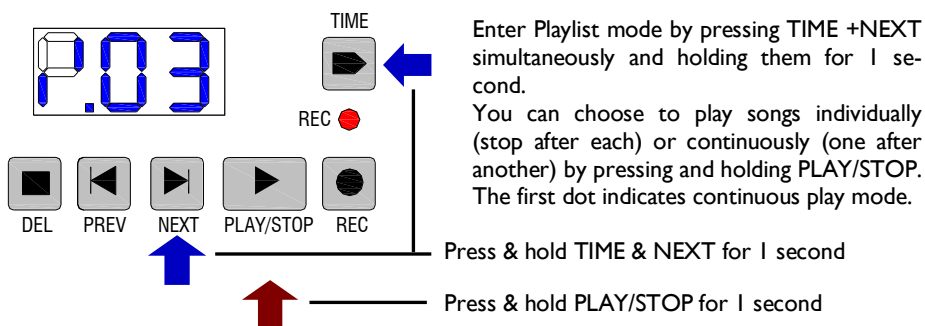 P.03
TIME
REC
DEL
PREV
NEXT
PLAY/STOP
REC
Enter Playlist mode by pressing TIME +NEXT
simultaneously and holding them for 1 se-
cond.
You can choose to play songs individually
(stop after each) or continuously (one after
another) by pressing and holding PLAY/STOP.
The first dot indicates continuous play mode.
Press & hold TIME & NEXT for 1 second
Press & hold PLAY/STOP for 1 second